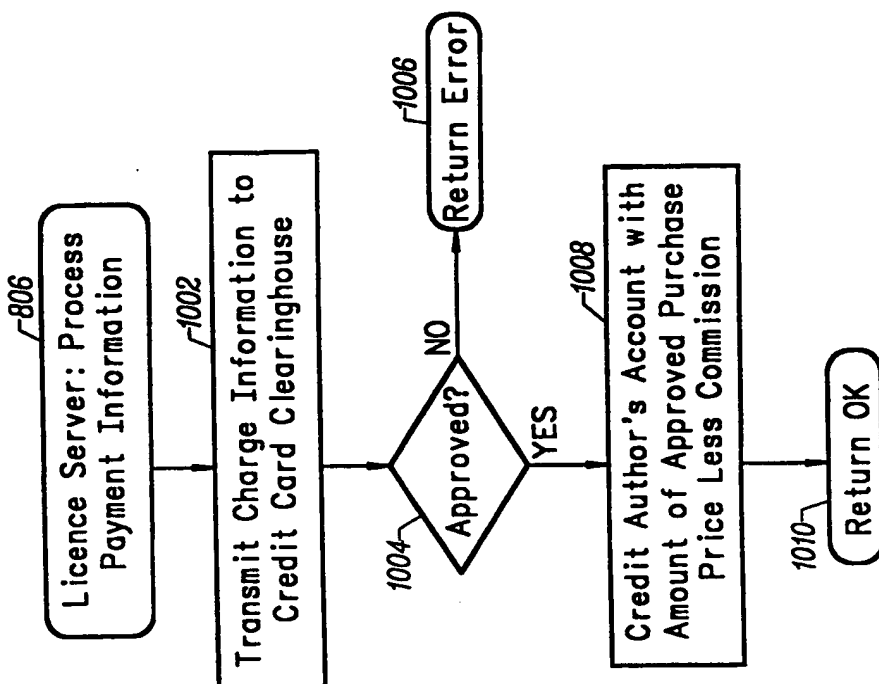 806
Licence Server: Process
Payment Information
1002
Transmit Charge Information to
Credit Card Clearinghouse
1004
Approved?
NO
1006
Return Error
YES
1008
Credit Author's Account with
Amount of Approved Purchase
Price Less Commission
1010
Return OK